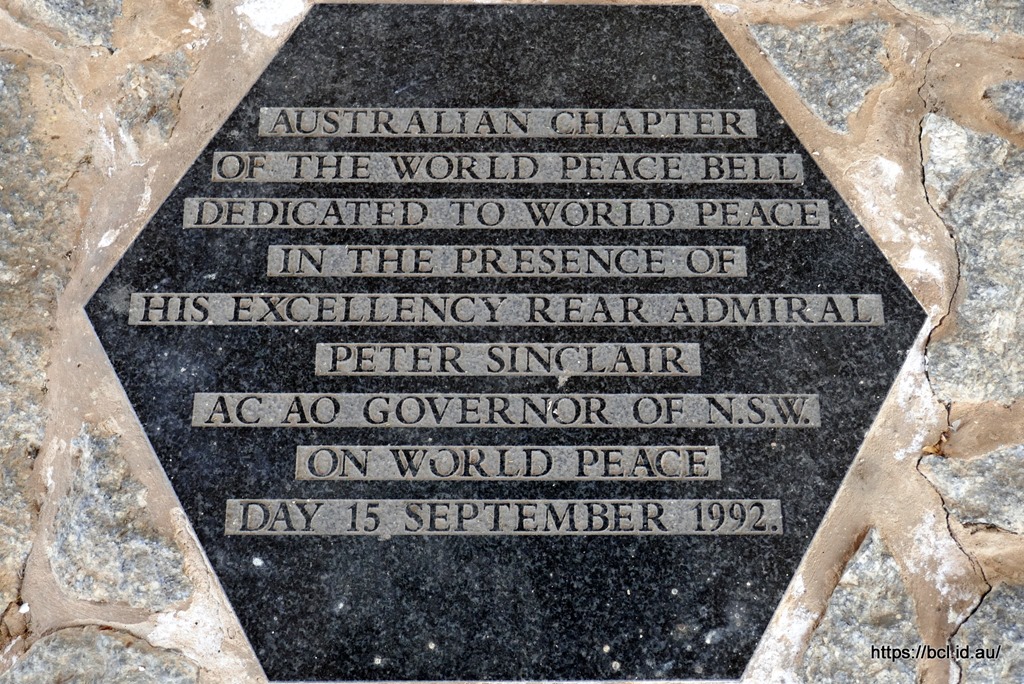 AUSTRALIAN CHAPTER
OF THE WORLD PEACE BELL
DEDICATED TO WORLD PEACE
IN THE PRESENCE OF
HIS EXCELLENCY REAR ADMIRAL
PETER SINCLAIR
AC AO GOVERNOR OF N.S.W.
ON WORLD PEACE
DAY 15 SEPTEMBER 1992.
https://bcl.id.au/